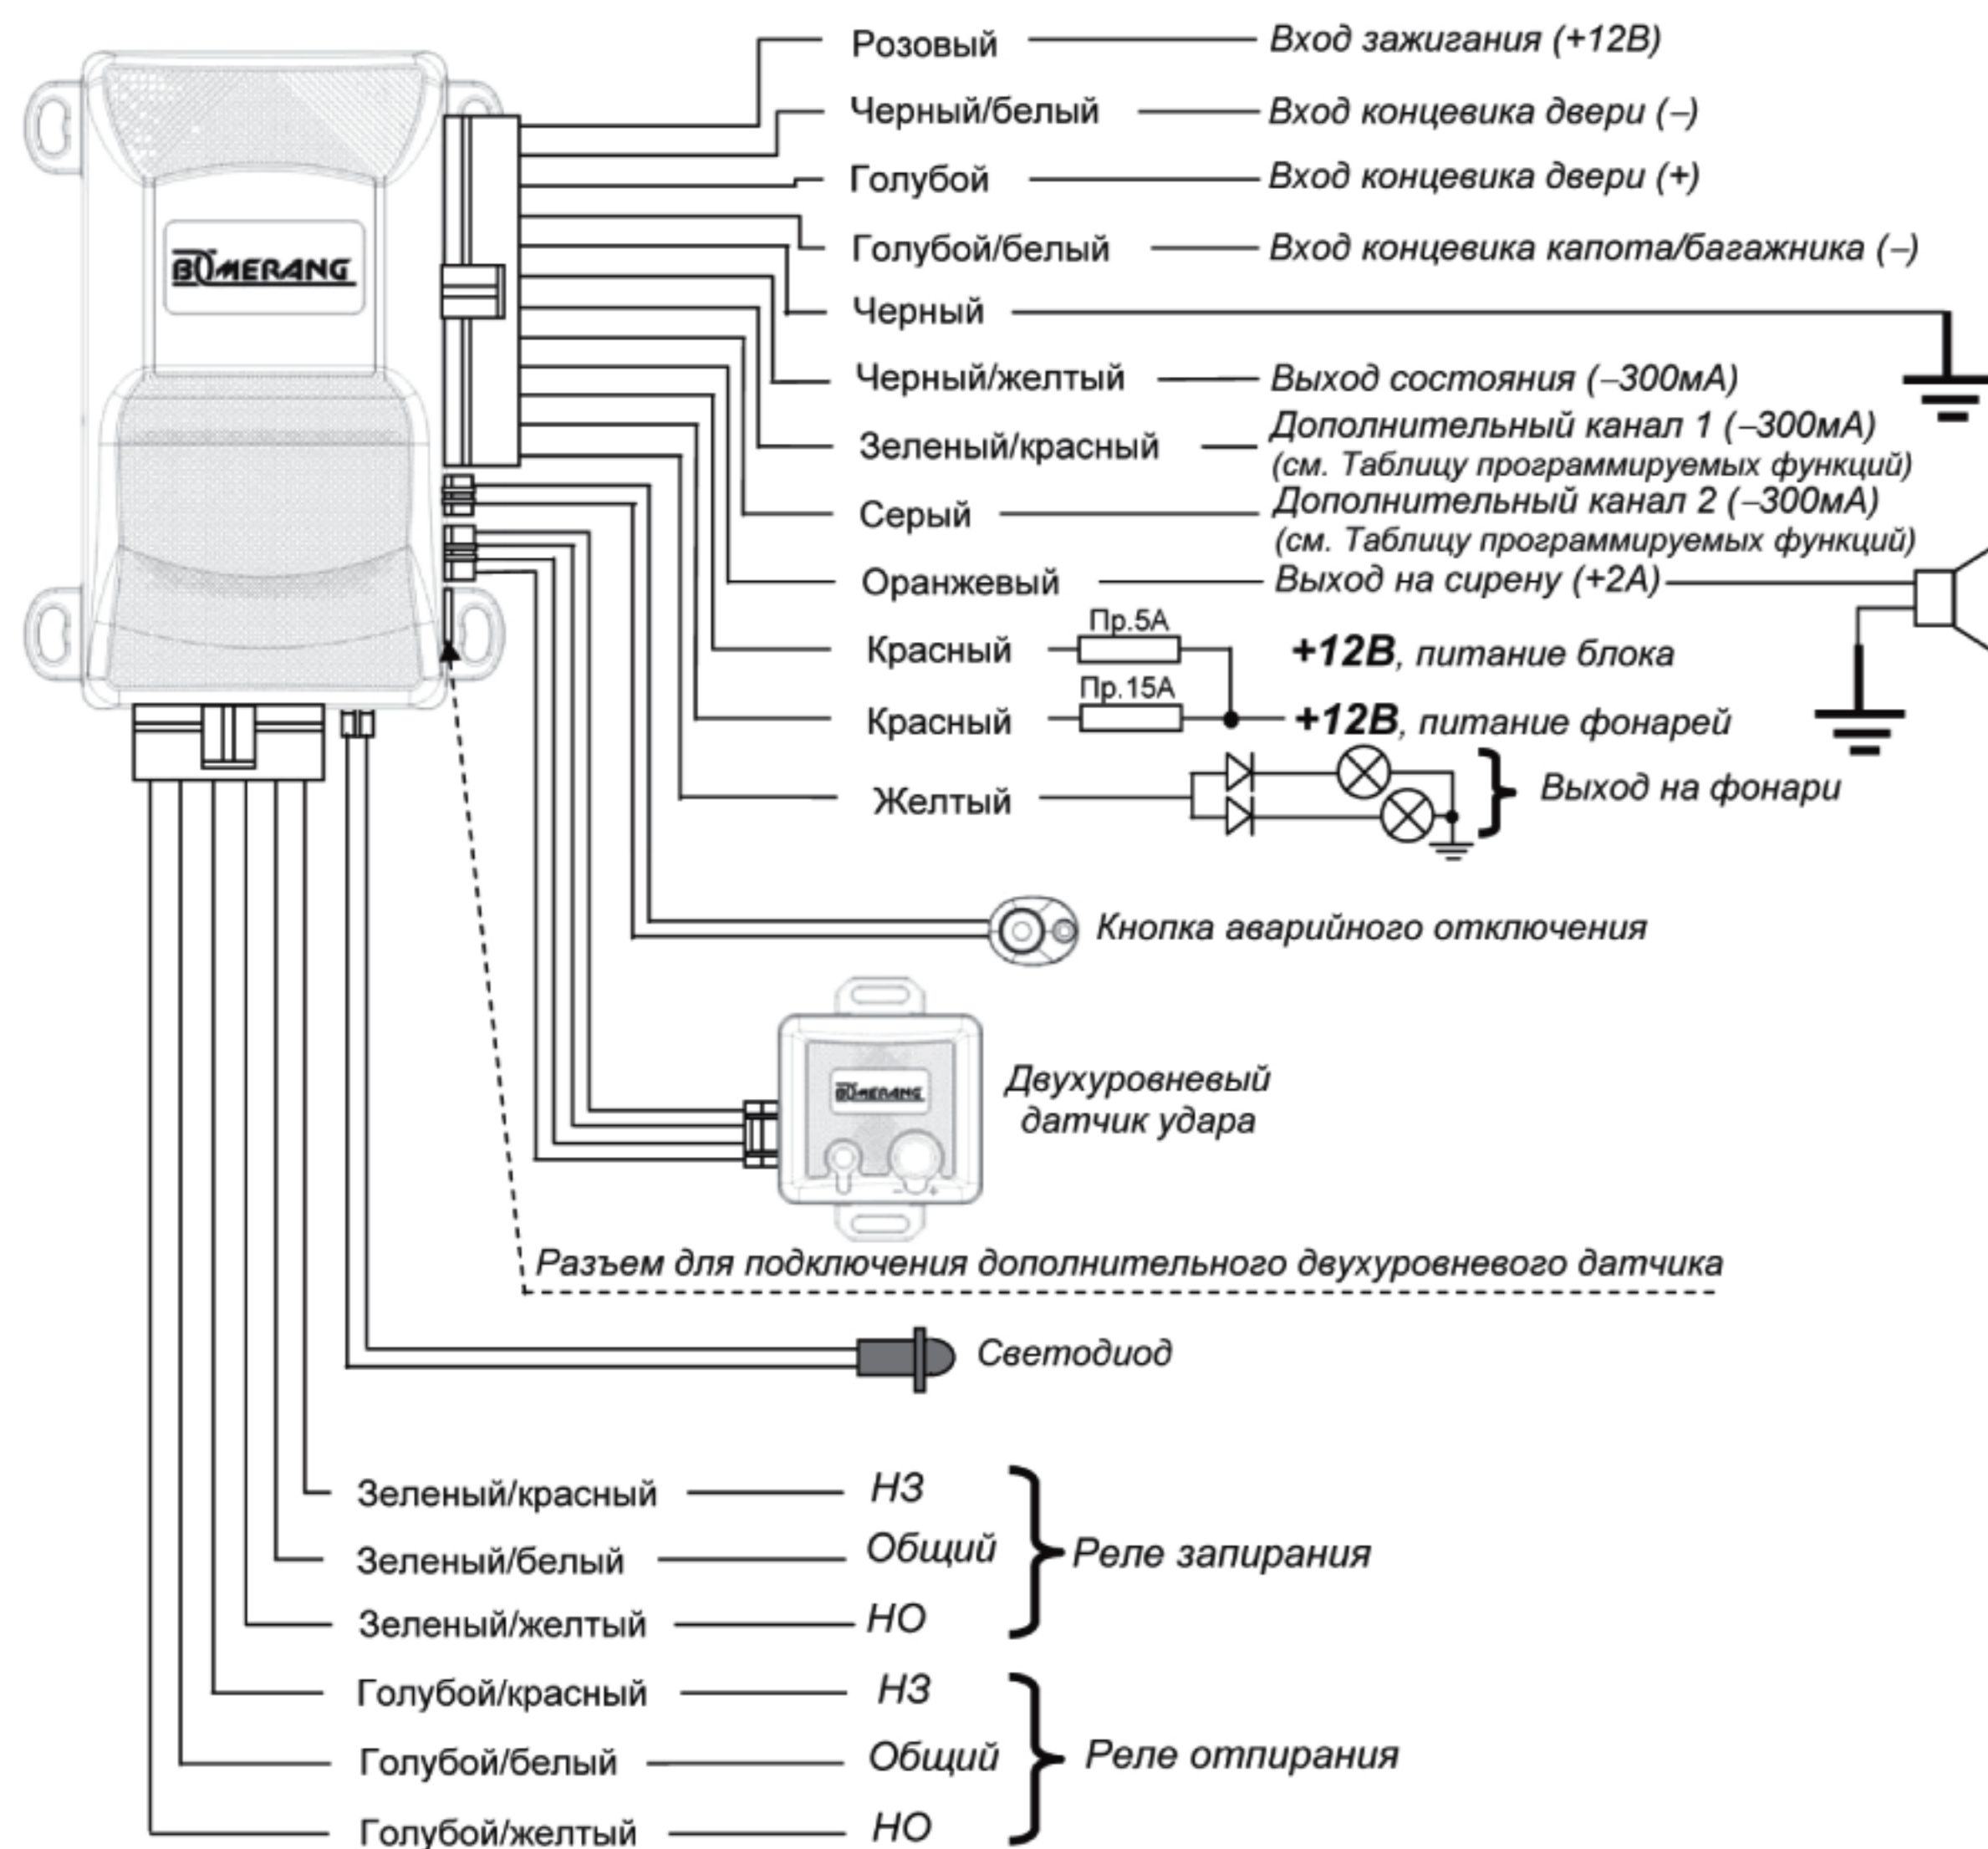 Розовый Вход зажигания (+12В)
Черный/белый Вход концевика двери (–)
Голубой Вход концевика двери (+)
BOMERANG
Голубой/белый Вход концевика капота/багажника (–)
Черный
Черный/желтый Выход состояния (–300мА)
Зеленый/красный Дополнительный канал 1 (–300мА)
(см. Таблицу программируемых функций)
Серый Дополнительный канал 2 (–300мА)
(см. Таблицу программируемых функций)
Оранжевый Выход на сирену (+2А)
Пр.5А
Красный +12В, питание блока
Пр.15А
Красный +12В, питание фонарей
Желтый Выход на фонари
Кнопка аварийного отключения
BOMERANG
Двухуровневый
датчик удара
– +
Разъем для подключения дополнительного двухуровневого датчика
Светодиод
Зеленый/красный НЗ
Зеленый/белый Общий Реле запирания
Зеленый/желтый НО
Голубой/красный НЗ
Голубой/белый Общий Реле отпирания
Голубой/желтый НО